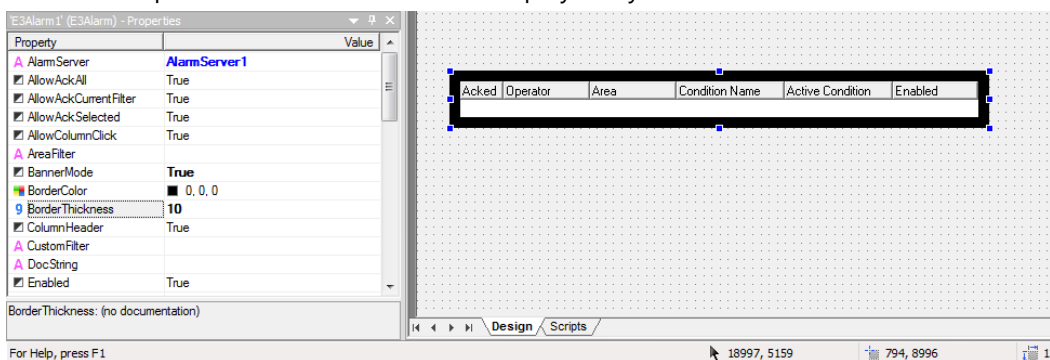 'E3Alarm1' (E3Alarm) - Properties
Property Value
AlarmServer AlarmServer1
AllowAckAll True
AllowAckCurrentFilter True
AllowAckSelected True
AllowColumnClick True
AreaFilter
BannerMode True
BorderColor 0, 0, 0
BorderThickness 10
ColumnHeader True
CustomFilter
DocString
Enabled True
BorderThickness: (no documentation)
Acked Operator Area Condition Name Active Condition Enabled
Design Scripts
For Help, press F1 18997, 5159 794, 8996